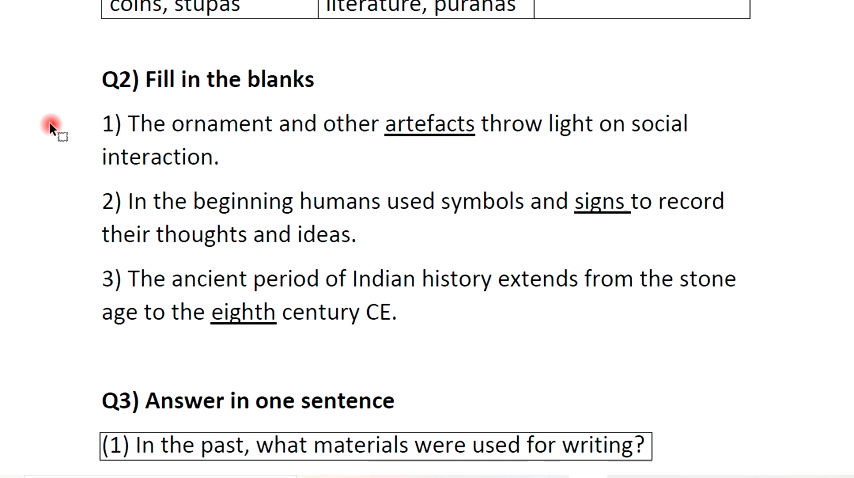 coins, stupas
literature, puranas
Q2) Fill in the blanks
1) The ornament and other artefacts throw light on social
interaction.
2) In the beginning humans used symbols and signs to record
their thoughts and ideas.
3) The ancient period of Indian history extends from the stone
age to the eighth century CE.
Q3) Answer in one sentence
(1) In the past, what materials were used for writing?